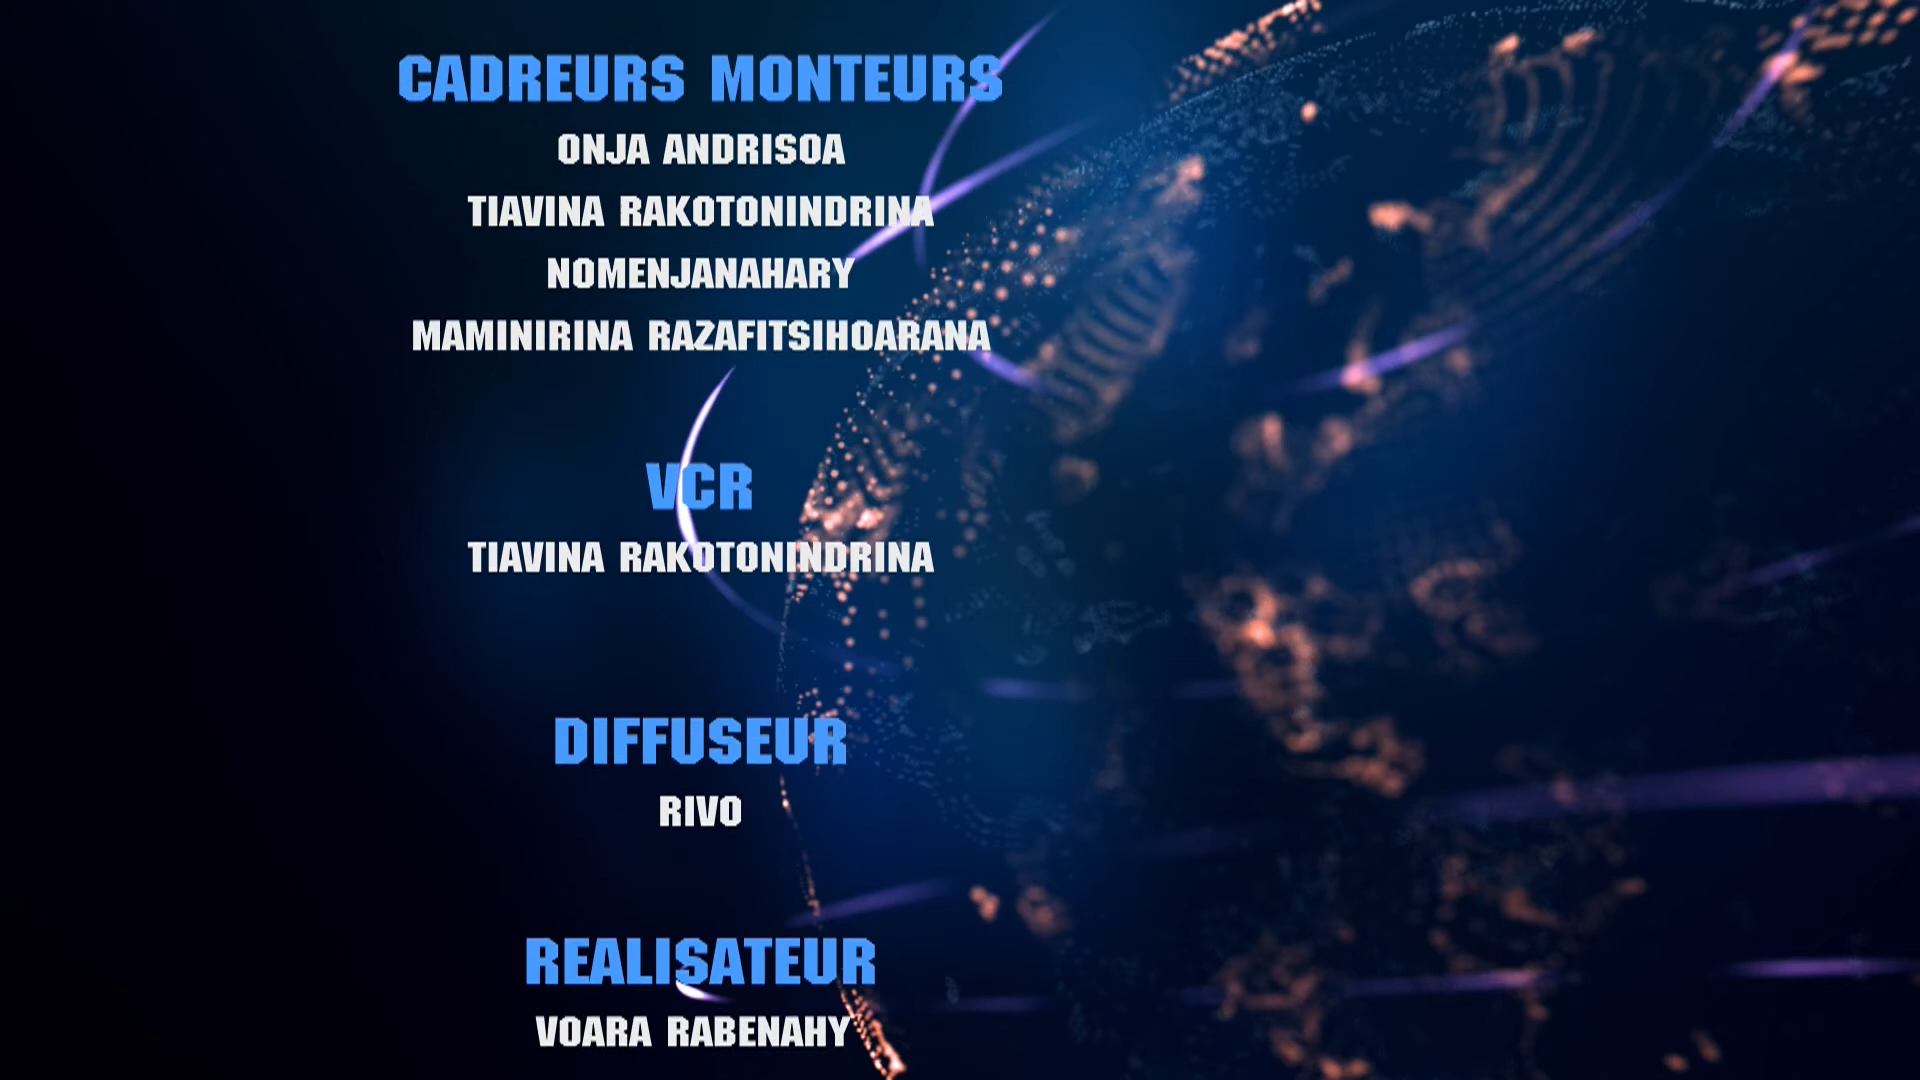 CADREURS MONTEURS
ONJA ANDRISOA
TIAVINA RAKOTONINDRINA
NOMENJANAHARY
MAMINIRINA RAZAFITSIHOARANA
VCR
TIAVINA RAKOTONINDRINA
DIFFUSEUR
RIVO
REALISATEUR
VOARA RABENAHY